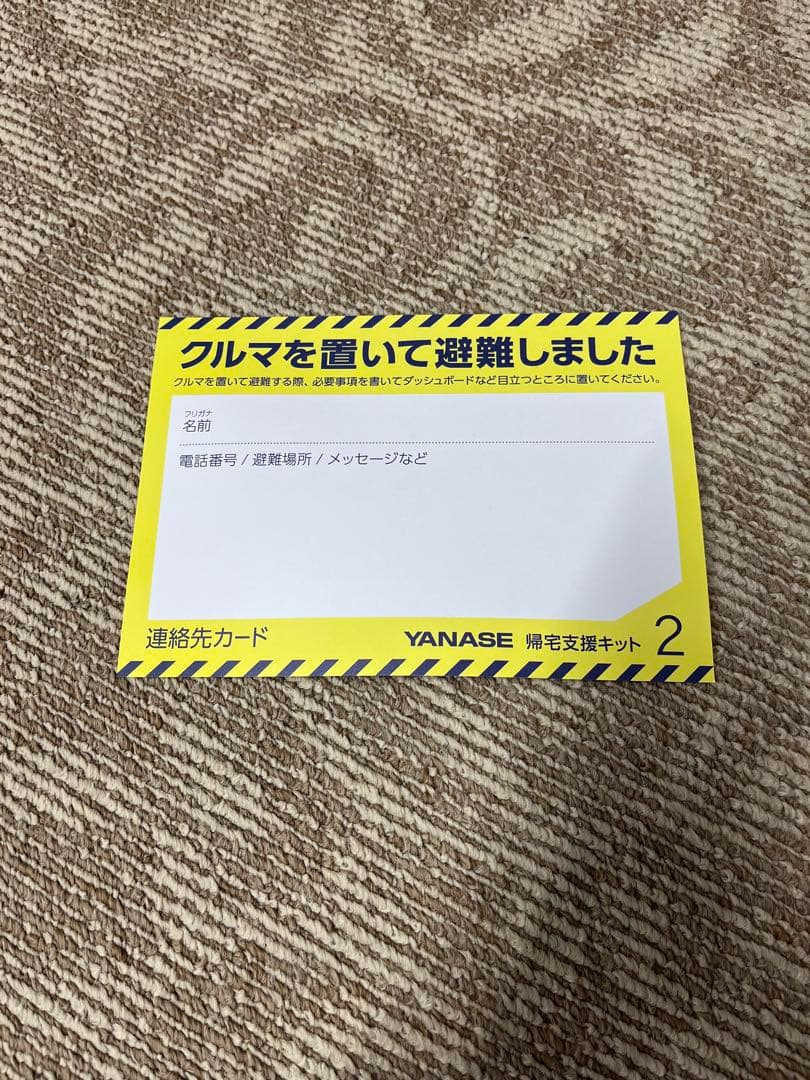 クルマを置いて避難しました
クルマを置いて避難する際、必要事項を書いてダッシュボードなど目立つところに置いてください。
フリガナ
名前
電話番号 / 避難場所 / メッセージなど
連絡先カード YANASE 帰宅支援キット 2